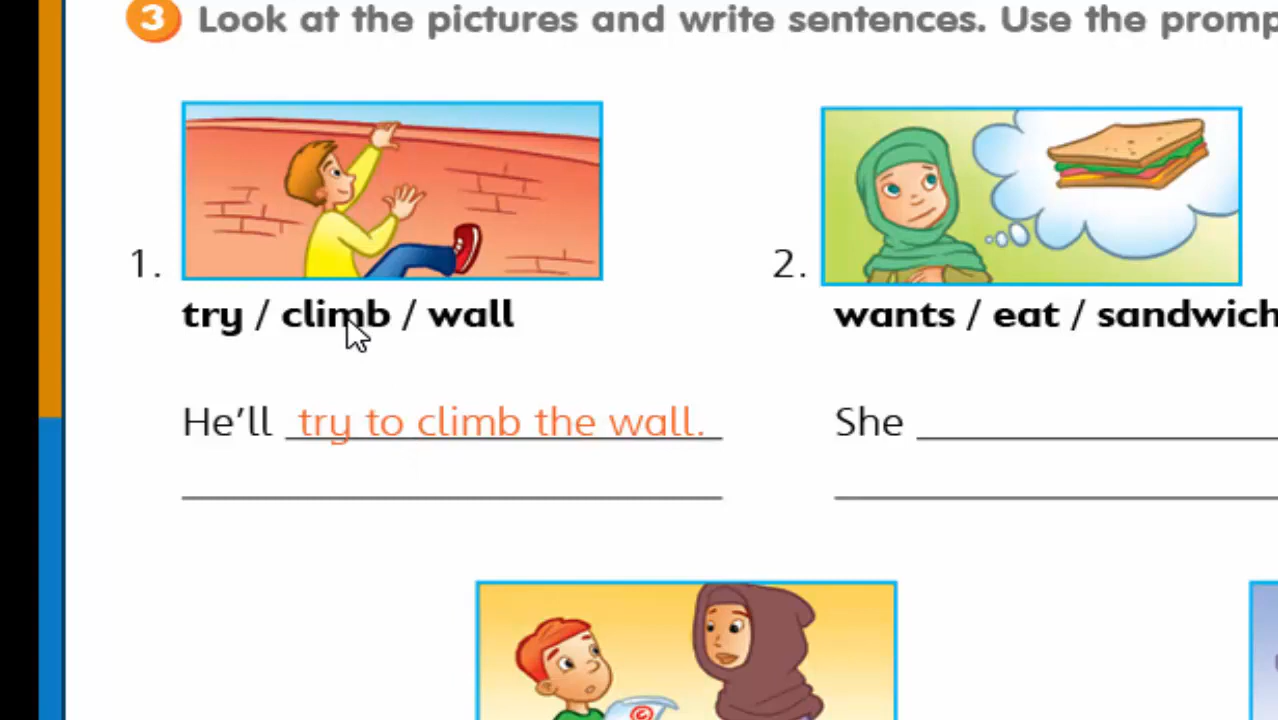 3 Look at the pictures and write sentences. Use the
1.
2.
try / climb / wall
wants / eat / sandwich
He'll try to climb the wall.
She